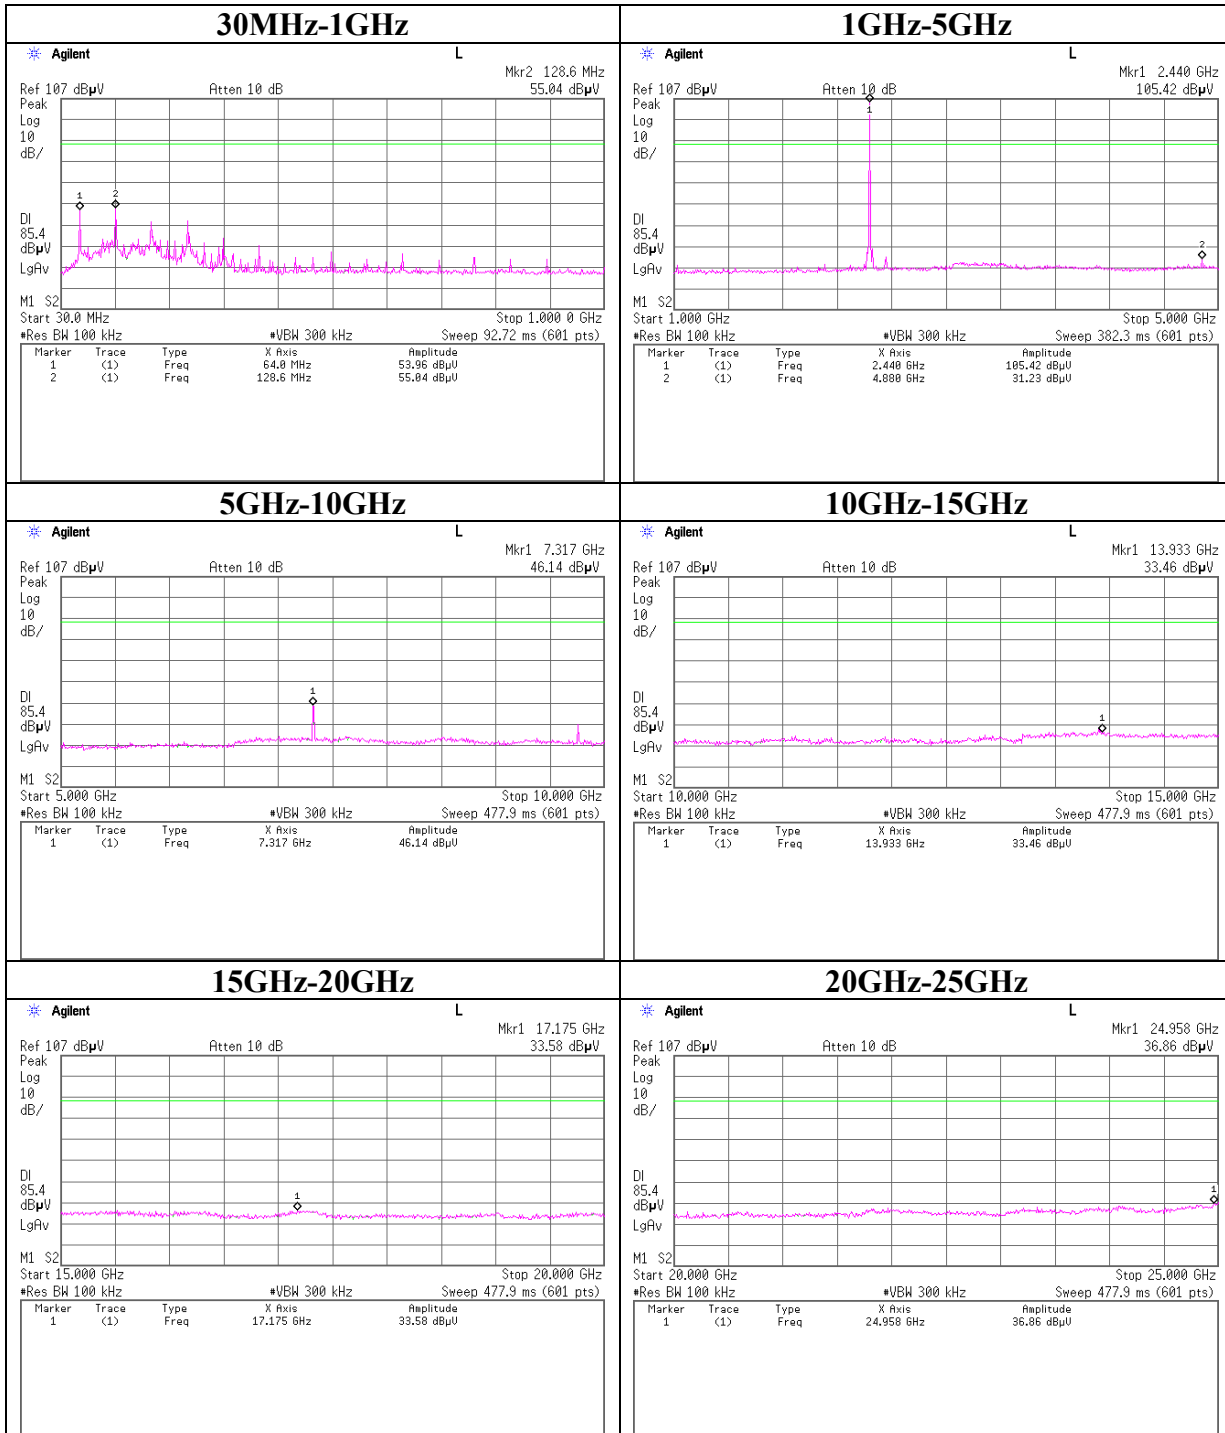 30MHz-1GHz
Agilent L
Mkr2 128.6 MHz
Ref 107 dBµV Atten 10 dB 55.04 dBµV
Peak
Log
10
dB/
1 2
DI
85.4
dBµV
LgAv
M1 S2
Start 30.0 MHz Stop 1.000 0 GHz
#Res BW 100 kHz #VBW 300 kHz Sweep 92.72 ms (601 pts)
Marker Trace Type X Axis Amplitude
1 (1) Freq 64.0 MHz 53.96 dBµV
2 (1) Freq 128.6 MHz 55.04 dBµV
1GHz-5GHz
Agilent L
Mkr1 2.440 GHz
Ref 107 dBµV Atten 10 dB 105.42 dBµV
Peak
Log
10
dB/
1
DI
85.4
dBµV
LgAv
2
M1 S2
Start 1.000 GHz Stop 5.000 GHz
#Res BW 100 kHz #VBW 300 kHz Sweep 382.3 ms (601 pts)
Marker Trace Type X Axis Amplitude
1 (1) Freq 2.440 GHz 105.42 dBµV
2 (1) Freq 4.880 GHz 31.23 dBµV
5GHz-10GHz
Agilent L
Mkr1 7.317 GHz
Ref 107 dBµV Atten 10 dB 46.14 dBµV
Peak
Log
10
dB/
1
DI
85.4
dBµV
LgAv
M1 S2
Start 5.000 GHz Stop 10.000 GHz
#Res BW 100 kHz #VBW 300 kHz Sweep 477.9 ms (601 pts)
Marker Trace Type X Axis Amplitude
1 (1) Freq 7.317 GHz 46.14 dBµV
10GHz-15GHz
Agilent L
Mkr1 13.933 GHz
Ref 107 dBµV Atten 10 dB 33.46 dBµV
Peak
Log
10
dB/
DI
85.4
dBµV
1
LgAv
M1 S2
Start 10.000 GHz Stop 15.000 GHz
#Res BW 100 kHz #VBW 300 kHz Sweep 477.9 ms (601 pts)
Marker Trace Type X Axis Amplitude
1 (1) Freq 13.933 GHz 33.46 dBµV
15GHz-20GHz
Agilent L
Mkr1 17.175 GHz
Ref 107 dBµV Atten 10 dB 33.58 dBµV
Peak
Log
10
dB/
DI
85.4
1
dBµV
LgAv
M1 S2
Start 15.000 GHz Stop 20.000 GHz
#Res BW 100 kHz #VBW 300 kHz Sweep 477.9 ms (601 pts)
Marker Trace Type X Axis Amplitude
1 (1) Freq 17.175 GHz 33.58 dBµV
20GHz-25GHz
Agilent L
Mkr1 24.958 GHz
Ref 107 dBµV Atten 10 dB 36.86 dBµV
Peak
Log
10
dB/
DI
85.4 1
dBµV
LgAv
M1 S2
Start 20.000 GHz Stop 25.000 GHz
#Res BW 100 kHz #VBW 300 kHz Sweep 477.9 ms (601 pts)
Marker Trace Type X Axis Amplitude
1 (1) Freq 24.958 GHz 36.86 dBµV